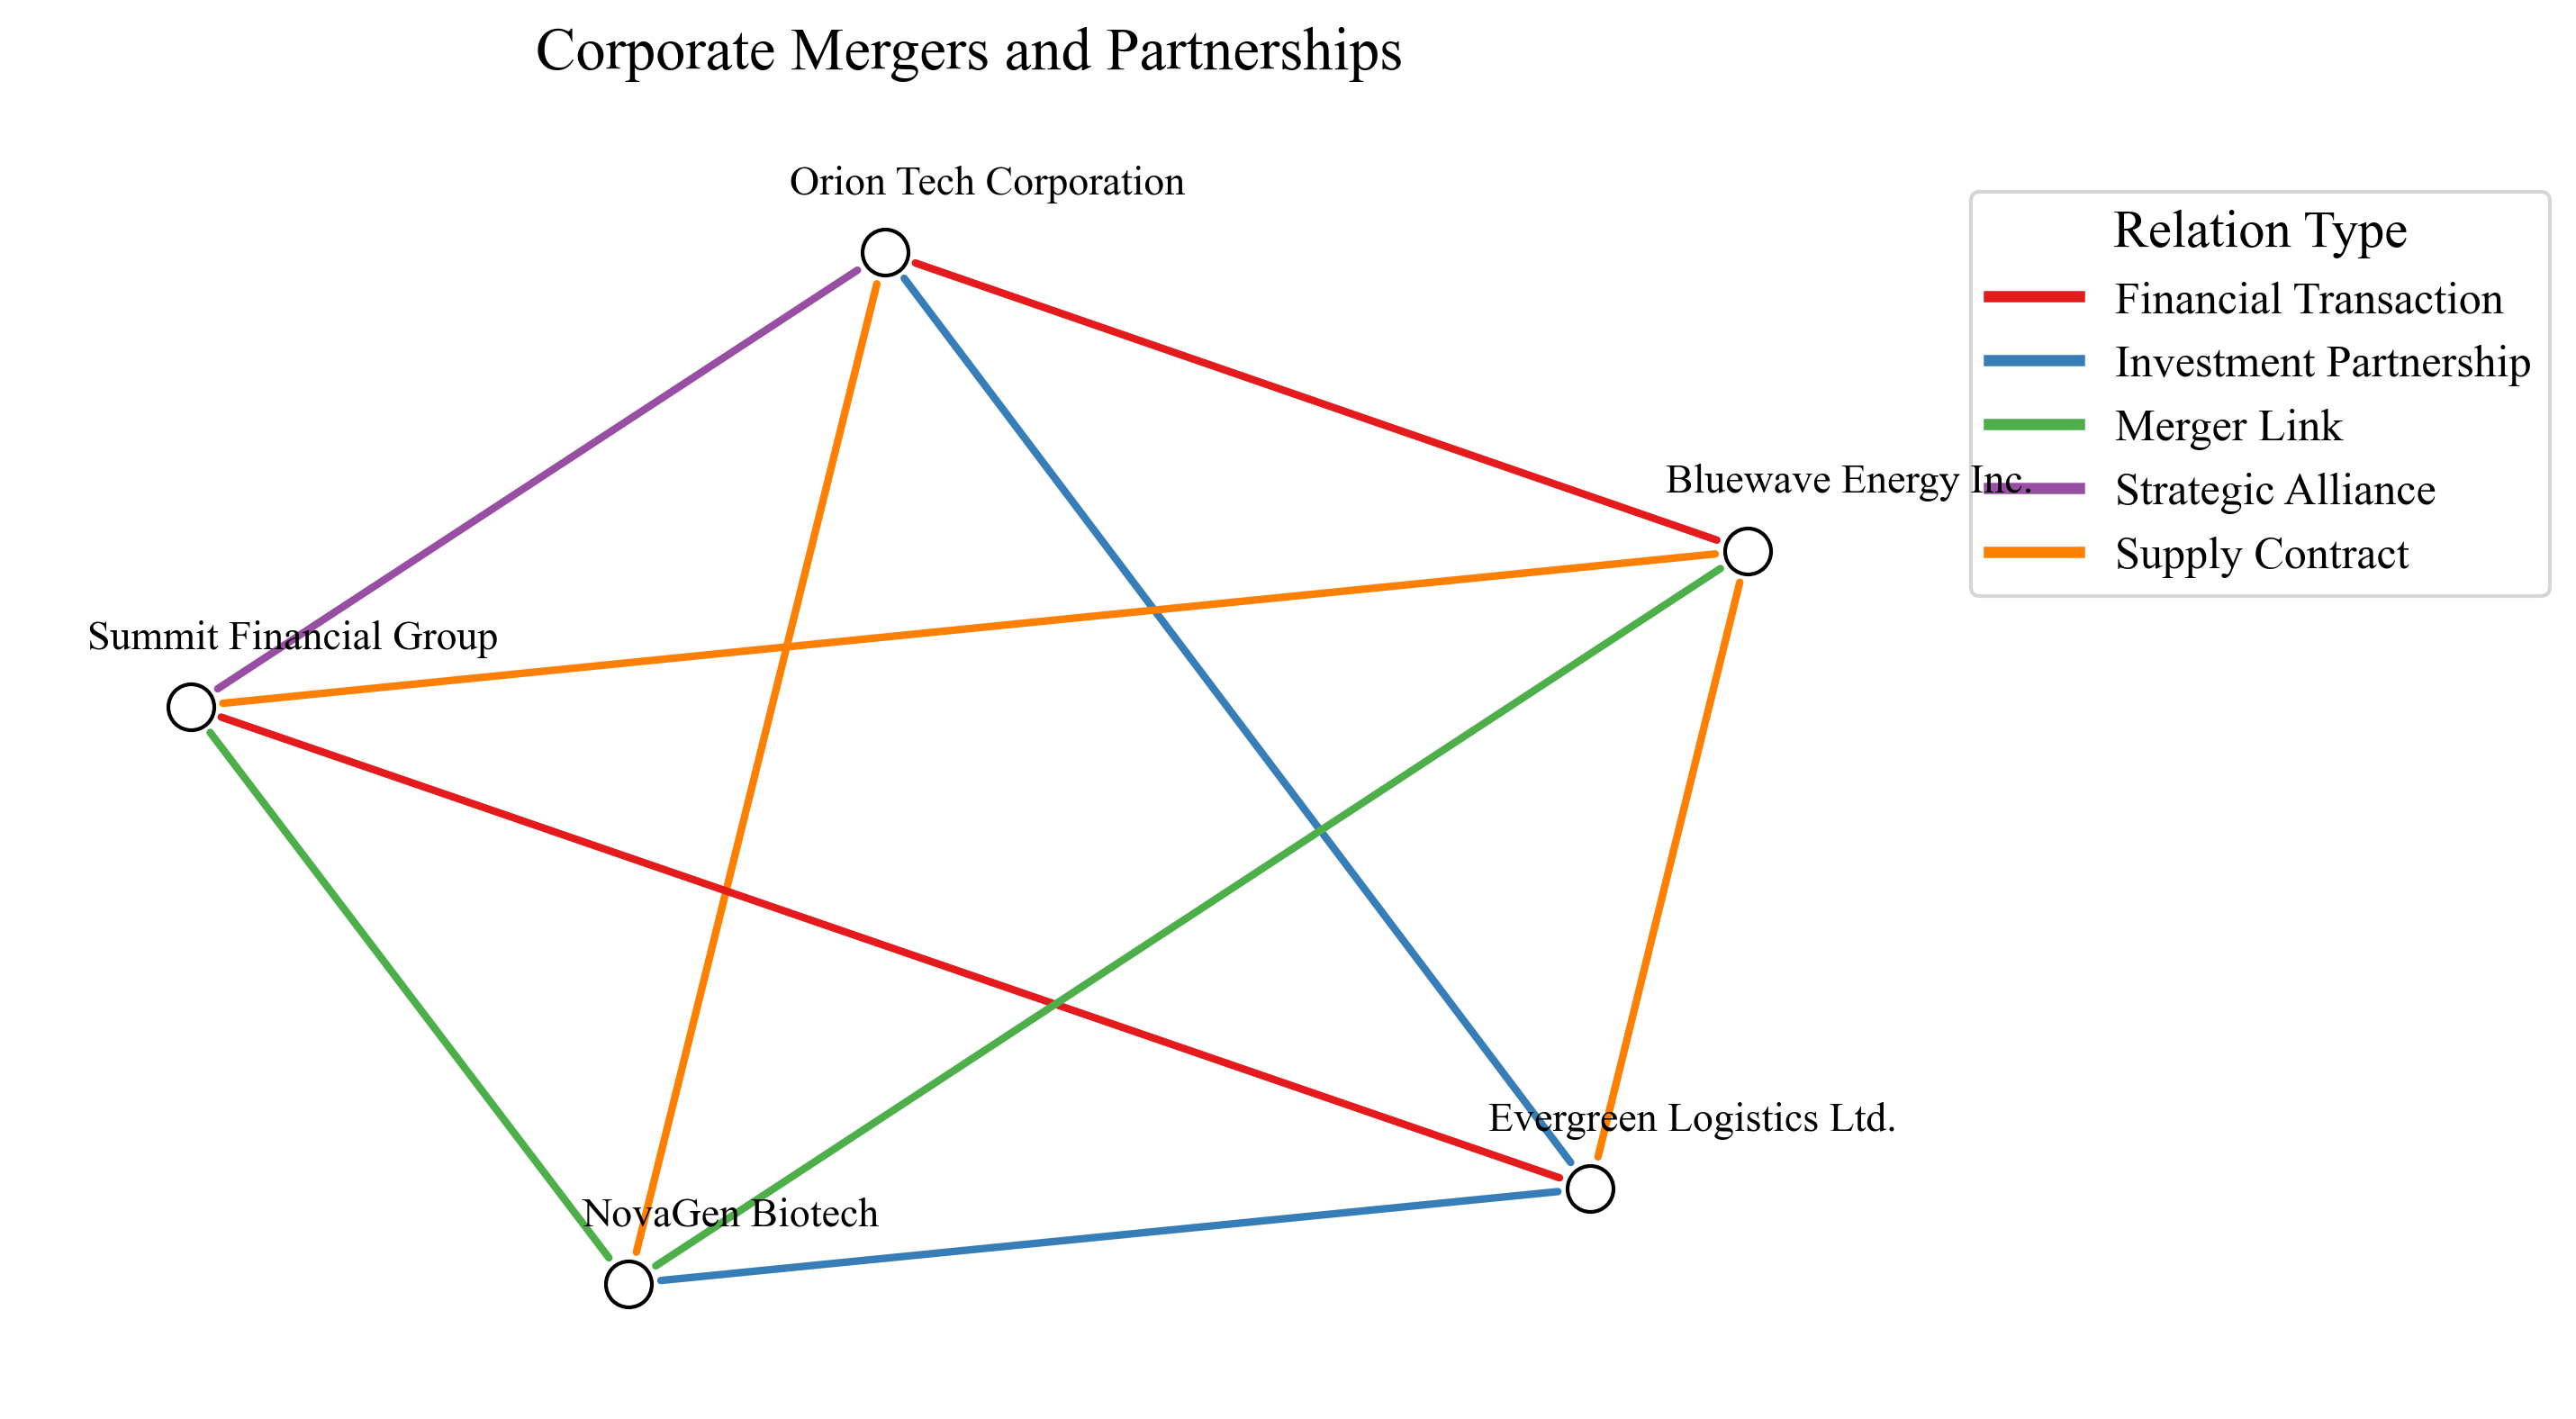 Corporate Mergers and Partnerships
Orion Tech Corporation
Bluewave Energy Inc.
Summit Financial Group
Evergreen Logistics Ltd.
NovaGen Biotech
Relation Type
Financial Transaction
Investment Partnership
Merger Link
Strategic Alliance
Supply Contract